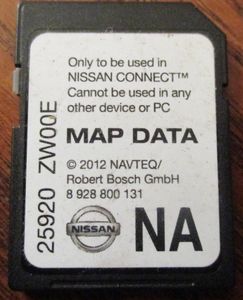 Only to be used in
NISSAN CONNECT™
Cannot be used in any
other device or PC
MAP DATA
© 2012 NAVTEQ/
Robert Bosch GmbH
8 928 800 131
NISSAN
NA
25920 ZW00E